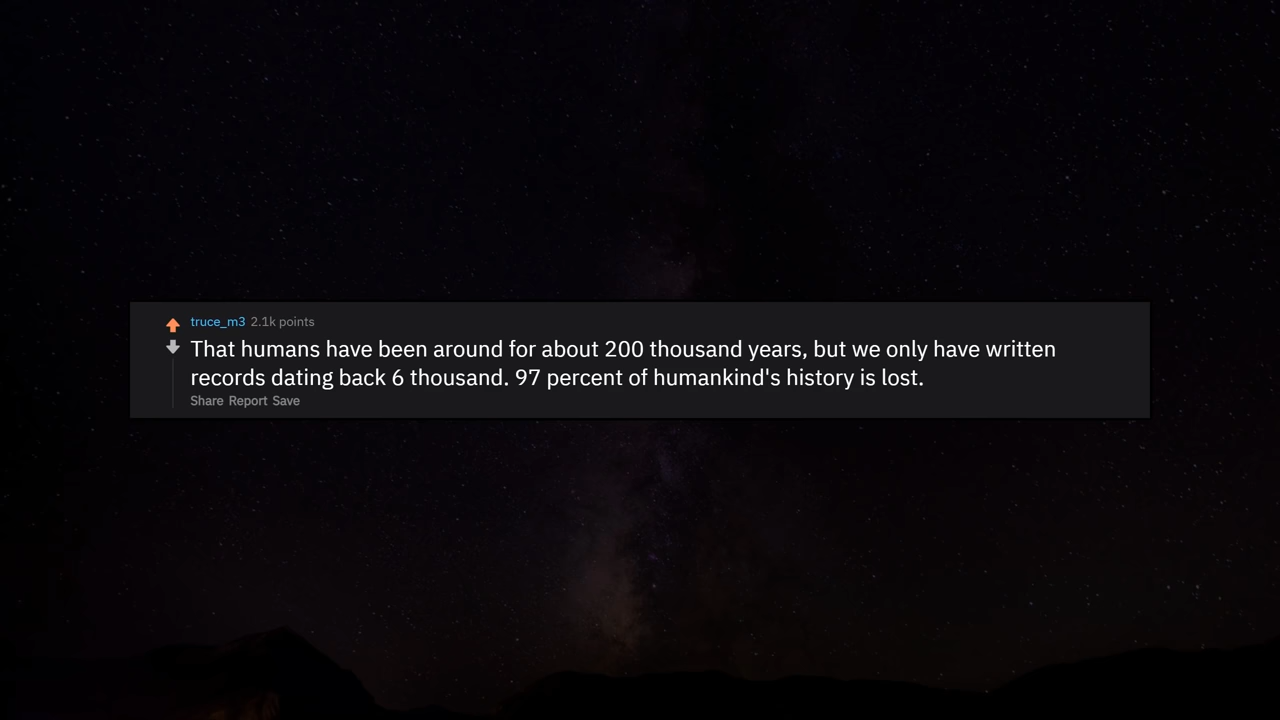 truce_m3 2.1k points
That humans have been around for about 200 thousand years, but we only have written
records dating back 6 thousand. 97 percent of humankind's history is lost.
Share Report Save